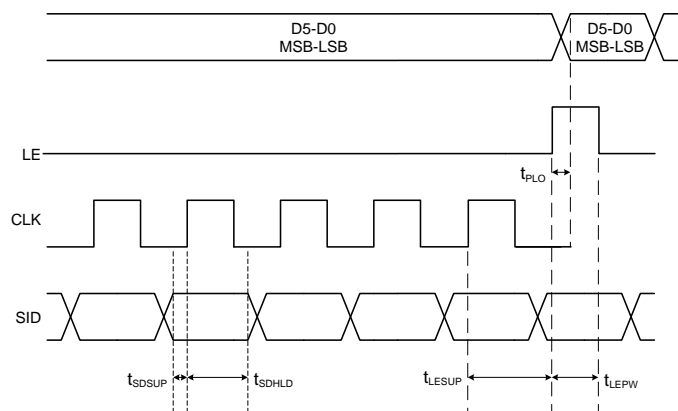 D5-D0
MSB-LSB
D5-D0
MSB-LSB
LE
tPLO
CLK
SID
tSDSUP
tSDHLD
tLESUP
tLEPW